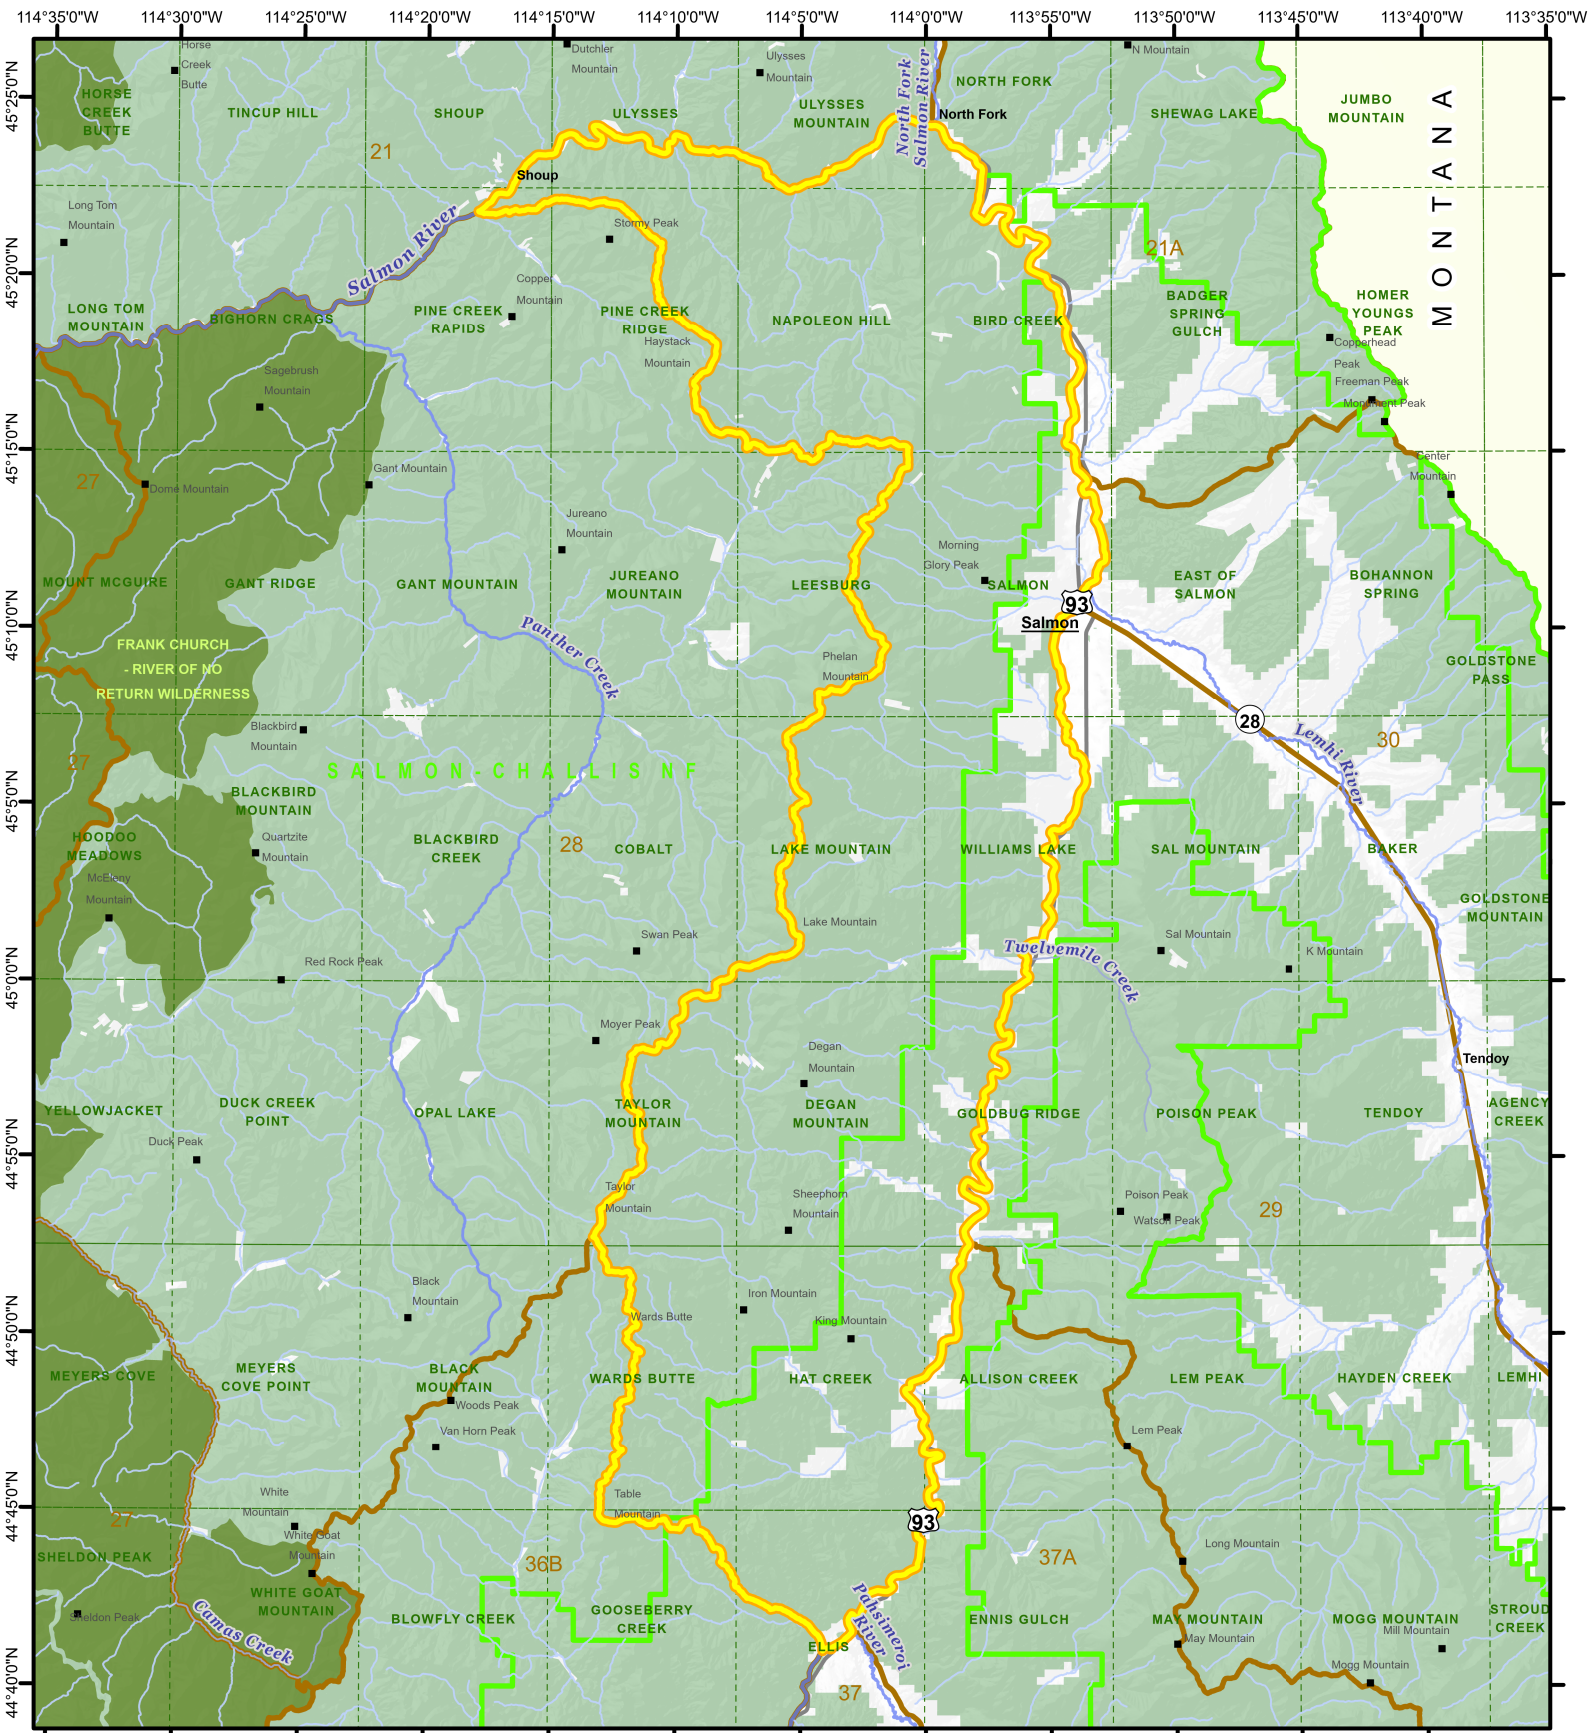 114°35'0"W
114°30'0"W
114°25'0"W
114°20'0"W
114°15'0"W
114°10'0"W
114°5'0"W
114°0'0"W
113°55'0"W
113°50'0"W
113°45'0"W
113°40'0"W
113°35'0"W
45°25'0"N
45°20'0"N
45°15'0"N
45°10'0"N
45°5'0"N
45°0'0"N
44°55'0"N
44°50'0"N
44°45'0"N
44°40'0"N
Horse
Creek
Butte
Dutchler
Mountain
Ulysses
Mountain
N Mountain
HORSE
CREEK
BUTTE
TINCUP HILL
SHOUP
ULYSSES
ULYSSES
MOUNTAIN
North Fork
Salmon River
NORTH FORK
North Fork
SHEWAG LAKE
JUMBO
MOUNTAIN
MONTANA
21
Shoup
Long Tom
Mountain
Salmon River
Stormy Peak
21A
Copper
Mountain
LONG TOM
MOUNTAIN
BIGHORN CRAGS
PINE CREEK
RAPIDS
PINE CREEK
RIDGE
NAPOLEON HILL
BIRD CREEK
BADGER
SPRING
GULCH
HOMER
YOUNGS
PEAK
Haystack
Mountain
Copperhead
Peak
Freeman Peak
Monument Peak
Sagebrush
Mountain
Center
Mountain
27
Dome Mountain
Gant Mountain
Jureano
Mountain
Morning
Glory Peak
MOUNT MCGUIRE
GANT RIDGE
GANT MOUNTAIN
JUREANO
MOUNTAIN
LEESBURG
SALMON
EAST OF
SALMON
BOHANNON
SPRING
93
Salmon
FRANK CHURCH
- RIVER OF NO
RETURN WILDERNESS
Panther Creek
Phelan
Mountain
GOLDSTONE
PASS
28
Lemhi River
30
Blackbird
Mountain
27
SALMON-CHALLIS NF
BLACKBIRD
MOUNTAIN
HOODOO
MEADOWS
Quartzite
Mountain
BLACKBIRD
CREEK
28
COBALT
LAKE MOUNTAIN
WILLIAMS LAKE
SAL MOUNTAIN
BAKER
McEleny
Mountain
GOLDSTONE
MOUNTAIN
Lake Mountain
Swan Peak
Twelvemile Creek
Sal Mountain
K Mountain
Red Rock Peak
Moyer Peak
Degan
Mountain
Tendoy
YELLOWJACKET
DUCK CREEK
POINT
OPAL LAKE
TAYLOR
MOUNTAIN
DEGAN
MOUNTAIN
GOLDBUG RIDGE
POISON PEAK
TENDOY
AGENCY
CREEK
Duck Peak
Taylor
Mountain
Sheephorn
Mountain
Poison Peak
Watson Peak
29
Black
Mountain
Iron Mountain
Wards Butte
King Mountain
MEYERS COVE
MEYERS
COVE POINT
BLACK
MOUNTAIN
WARDS BUTTE
HAT CREEK
ALLISON CREEK
LEM PEAK
HAYDEN CREEK
LEMHI
Woods Peak
Van Horn Peak
Lem Peak
White
Mountain
Table
Mountain
27
93
White Goat
Mountain
SHELDON PEAK
36B
37A
Long Mountain
WHITE GOAT
MOUNTAIN
Sheldon Peak
Camas Creek
BLOWFLY CREEK
GOOSEBERRY
CREEK
ELLIS
Pahsimeroi
River
ENNIS GULCH
MAY MOUNTAIN
May Mountain
MOGG MOUNTAIN
Mill Mountain
STROUD
CREEK
Mogg Mountain
37